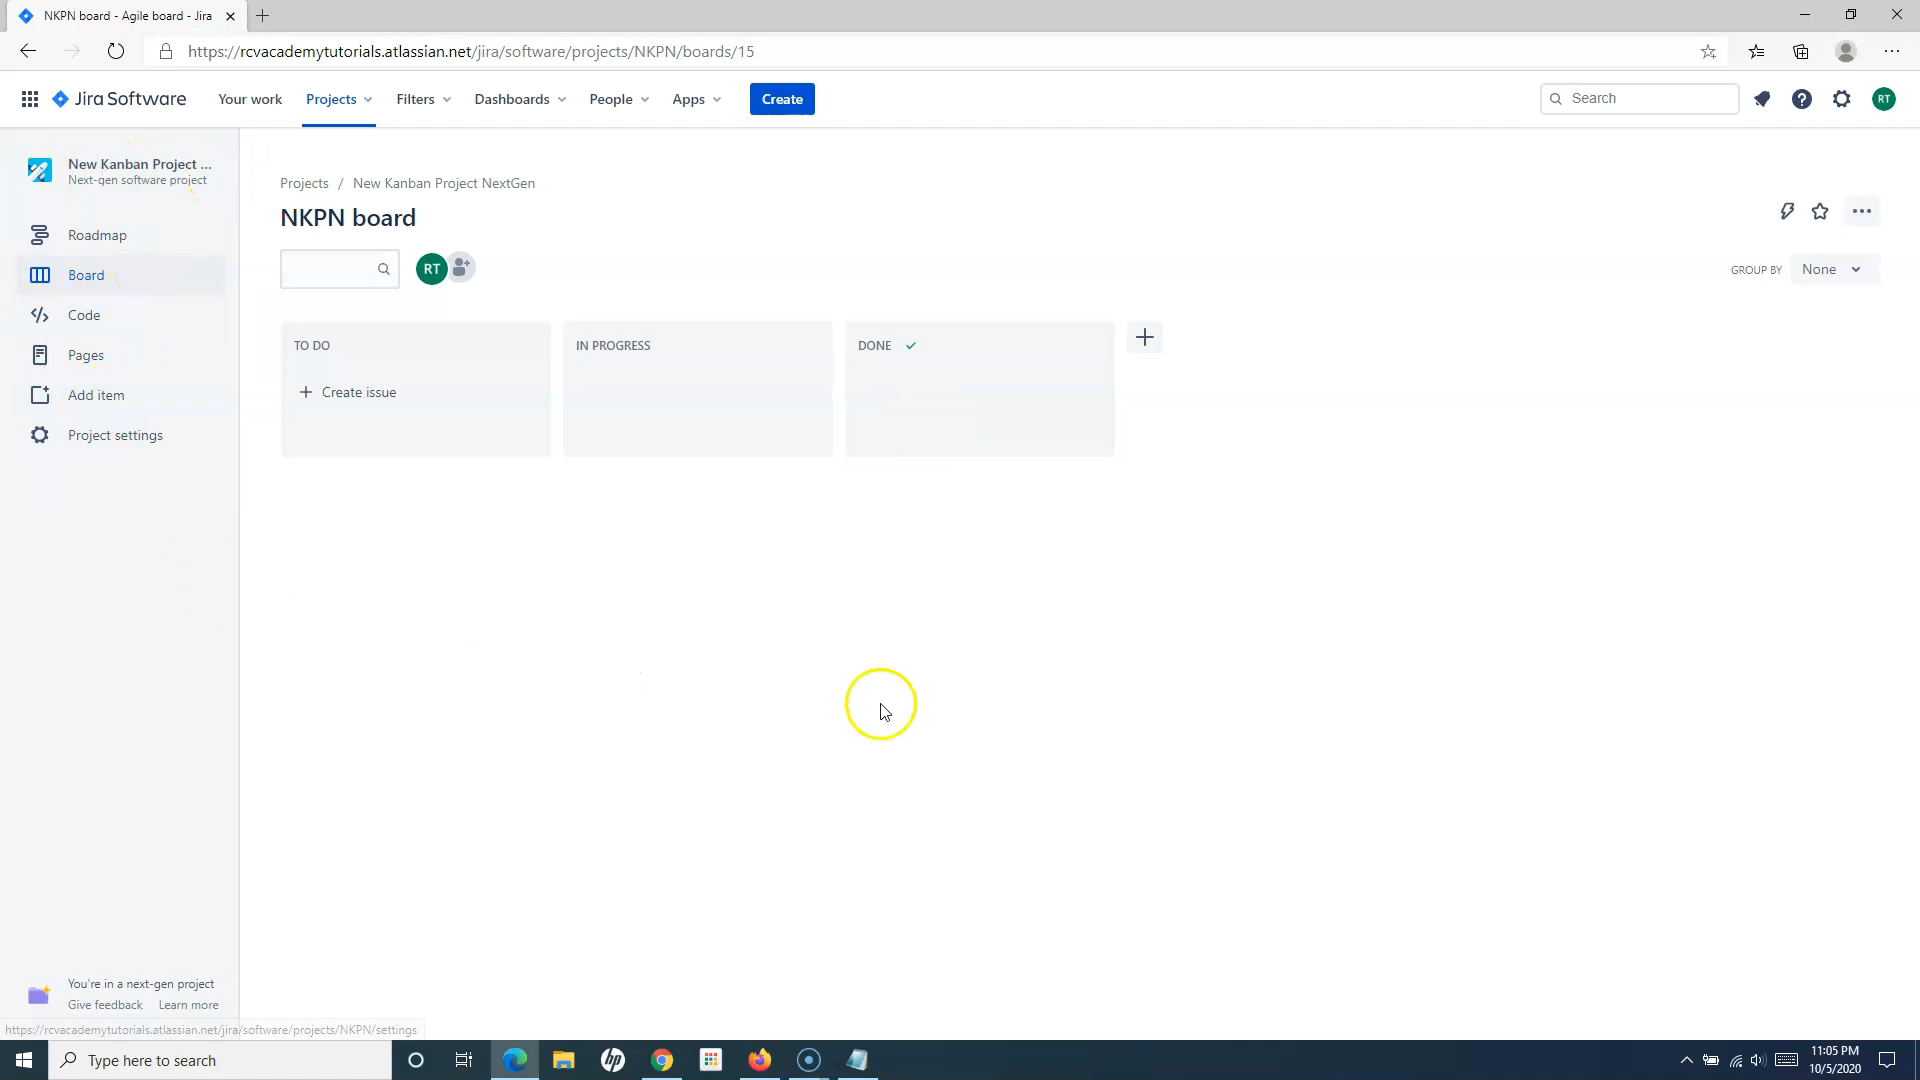 NKPN board - Agile board - Jira
https://rcvacademytutorials.atlassian.net/jira/software/projects/NKPN/boards/15
Jira Software
Your work
Projects
Filters
Dashboards
People
Apps
Create
Search
RT
New Kanban Project ...
Next-gen software project
Roadmap
Board
Code
Pages
Add item
Project settings
Projects / New Kanban Project NextGen
NKPN board
RT
GROUP BY
None
TO DO
IN PROGRESS
DONE
Create issue
You're in a next-gen project
Give feedback
Learn more
https://rcvacademytutorials.atlassian.net/jira/software/projects/NKPN/settings
Type here to search
hp
11:05 PM
10/5/2020